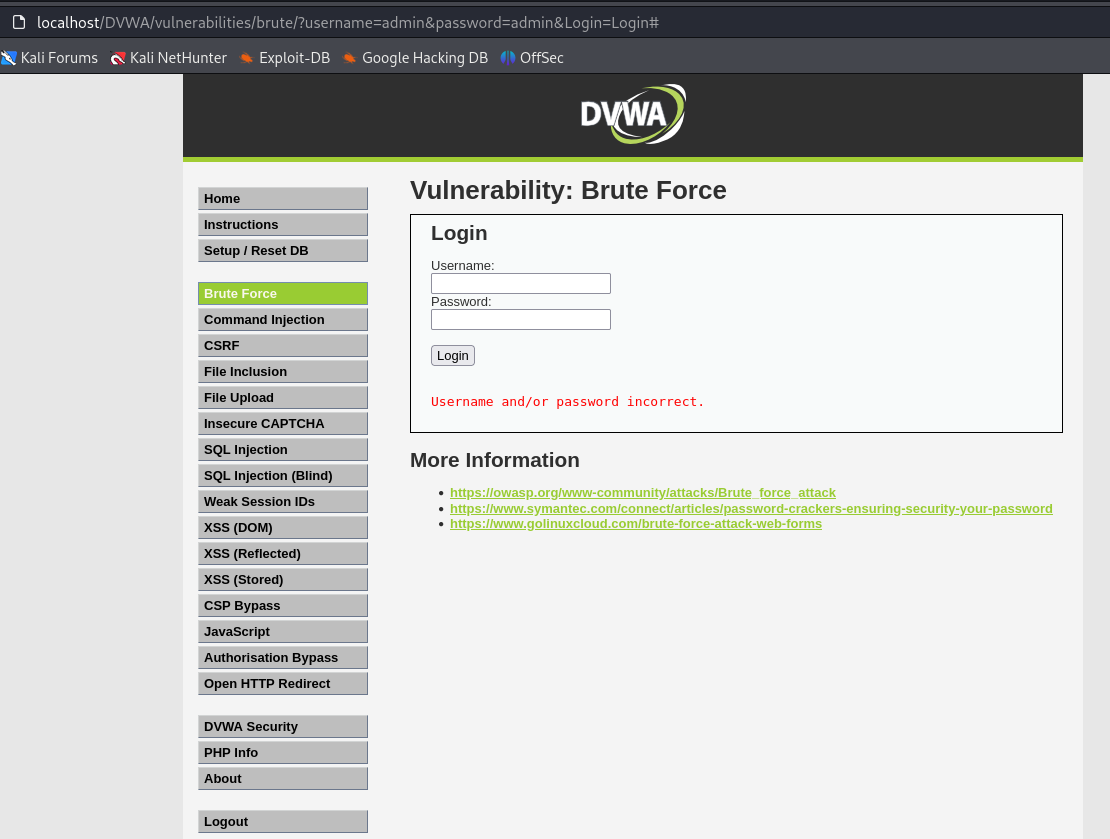 localhost/DVWA/vulnerabilities/brute/?username=admin&password=admin&Login=Login#
Kali Forums Kali NetHunter Exploit-DB Google Hacking DB OffSec
DVWA
Home
Instructions
Setup / Reset DB
Brute Force
Command Injection
CSRF
File Inclusion
File Upload
Insecure CAPTCHA
SQL Injection
SQL Injection (Blind)
Weak Session IDs
XSS (DOM)
XSS (Reflected)
XSS (Stored)
CSP Bypass
JavaScript
Authorisation Bypass
Open HTTP Redirect
DVWA Security
PHP Info
About
Logout
Vulnerability: Brute Force
Login
Username:
Password:
Login
Username and/or password incorrect.
More Information
https://owasp.org/www-community/attacks/Brute_force_attack
https://www.symantec.com/connect/articles/password-crackers-ensuring-security-your-password
https://www.golinuxcloud.com/brute-force-attack-web-forms